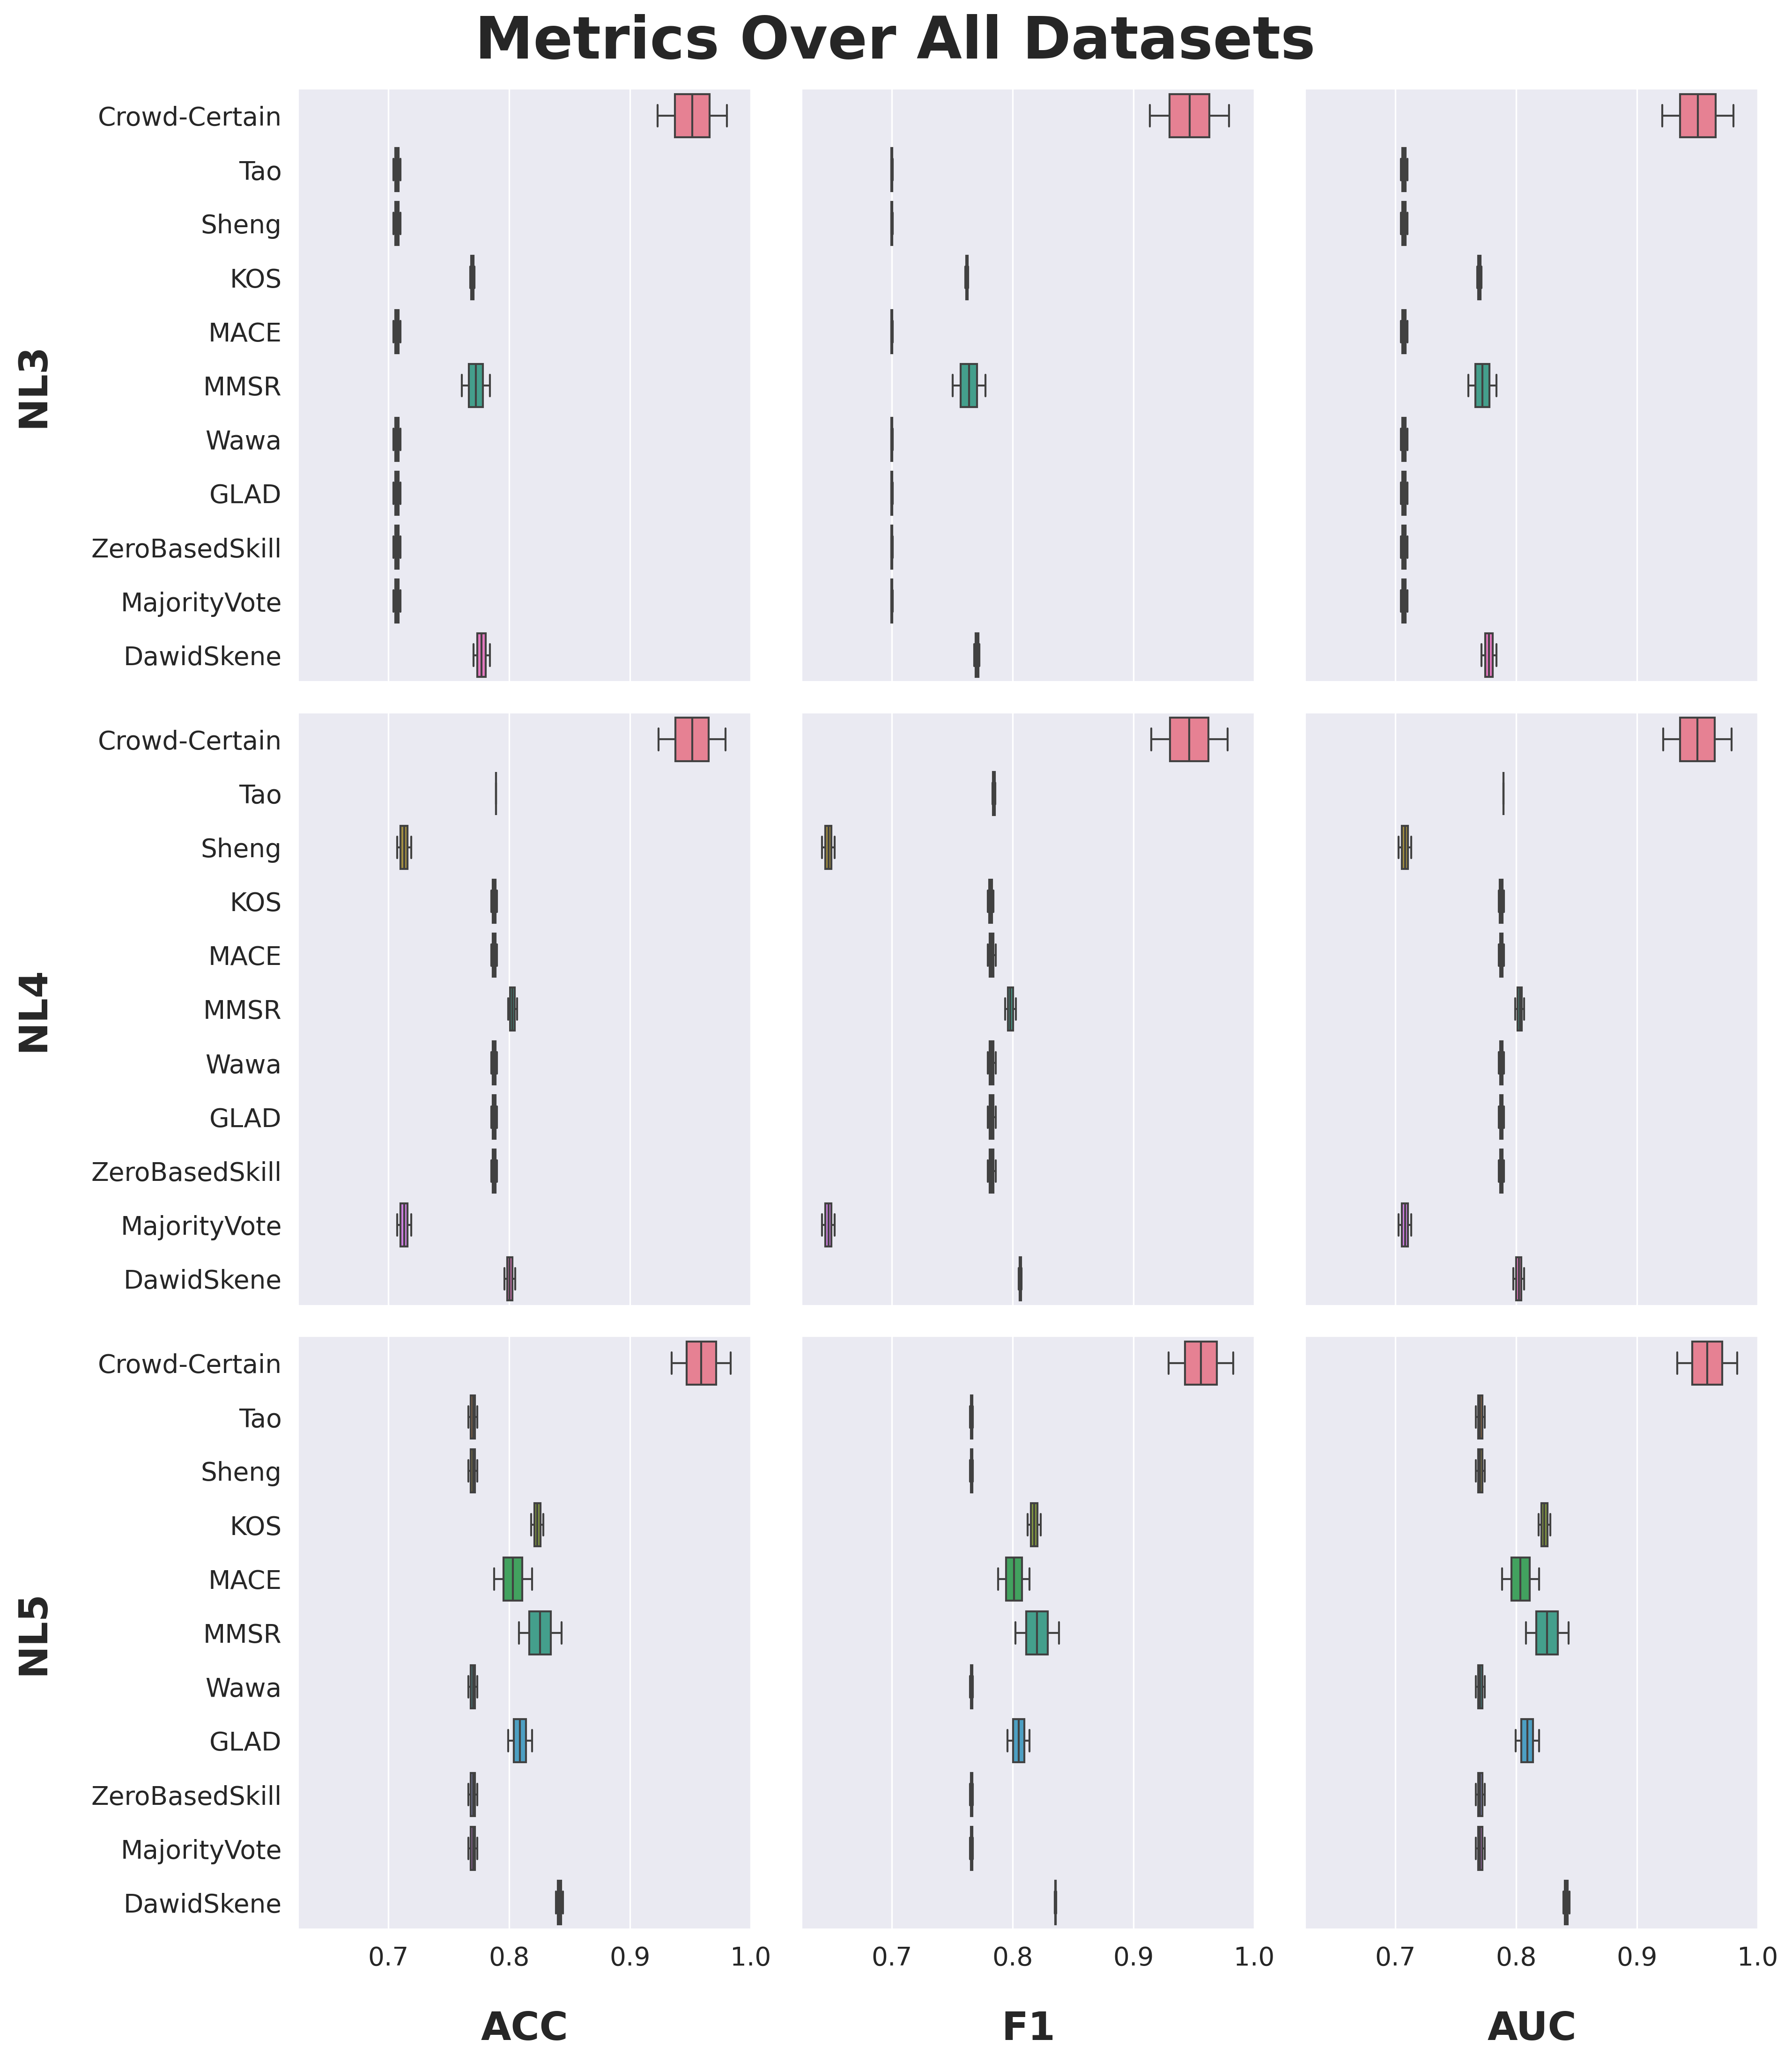 Metrics Over All Datasets
NL3
Crowd-Certain
Tao
Sheng
KOS
MACE
MMSR
Wawa
GLAD
ZeroBasedSkill
MajorityVote
DawidSkene
NL4
Crowd-Certain
Tao
Sheng
KOS
MACE
MMSR
Wawa
GLAD
ZeroBasedSkill
MajorityVote
DawidSkene
NL5
Crowd-Certain
Tao
Sheng
KOS
MACE
MMSR
Wawa
GLAD
ZeroBasedSkill
MajorityVote
DawidSkene
0.7 0.8 0.9 1.0 0.7 0.8 0.9 1.0 0.7 0.8 0.9 1.0
ACC F1 AUC